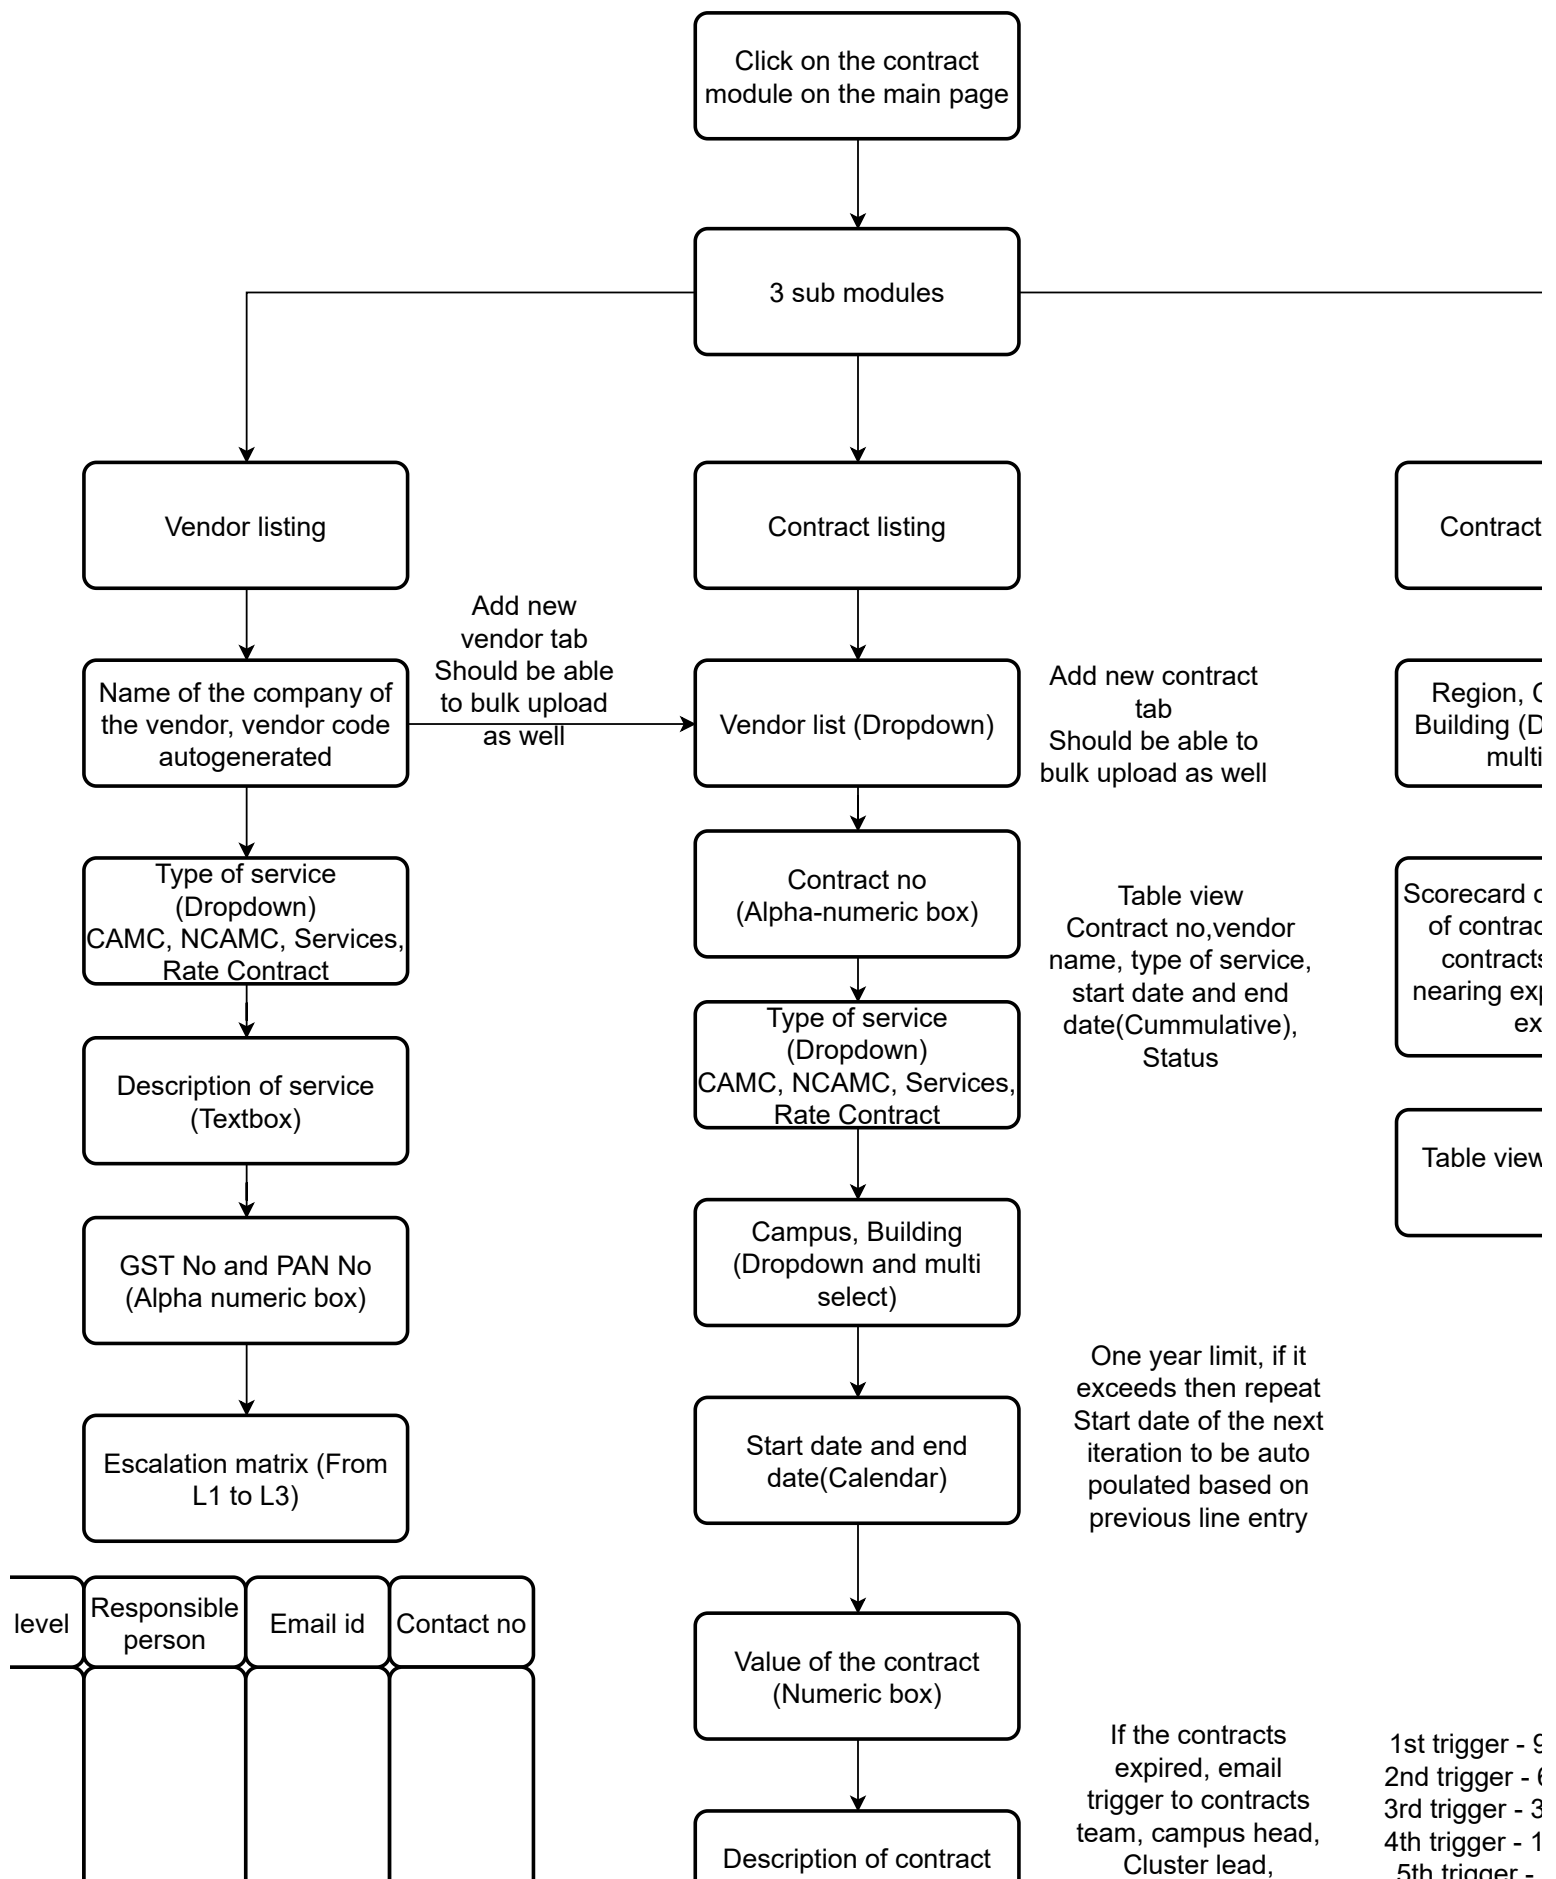 Click on the contract
module on the main page
3 sub modules
Vendor listing
Contract listing
Contract
Add new
vendor tab
Should be able
to bulk upload
as well
Name of the company of
the vendor, vendor code
autogenerated
Vendor list (Dropdown)
Add new contract
tab
Should be able to
bulk upload as well
Region,
Building
multi
Type of service
(Dropdown)
CAMC, NCAMC, Services,
Rate Contract
Contract no
(Alpha-numeric box)
Table view
Contract no,vendor
name, type of service,
start date and end
date(Cummulative),
Status
Scorecard
of
contracts
nearing
Type of service
(Dropdown)
CAMC, NCAMC, Services,
Rate Contract
Description of service
(Textbox)
Table view
Campus, Building
(Dropdown and multi
select)
GST No and PAN No
(Alpha numeric box)
One year limit, if it
exceeds then repeat
Start date of the next
iteration to be auto
poulated based on
previous line entry
Start date and end
date(Calendar)
Escalation matrix (From
L1 to L3)
level
Responsible
person
Email id
Contact no
Value of the contract
(Numeric box)
If the contracts
expired, email
trigger to contracts
team, campus head,
Cluster lead,
1st trigger -
2nd trigger -
3rd trigger -
4th trigger -
5th trigger -
Description of contract